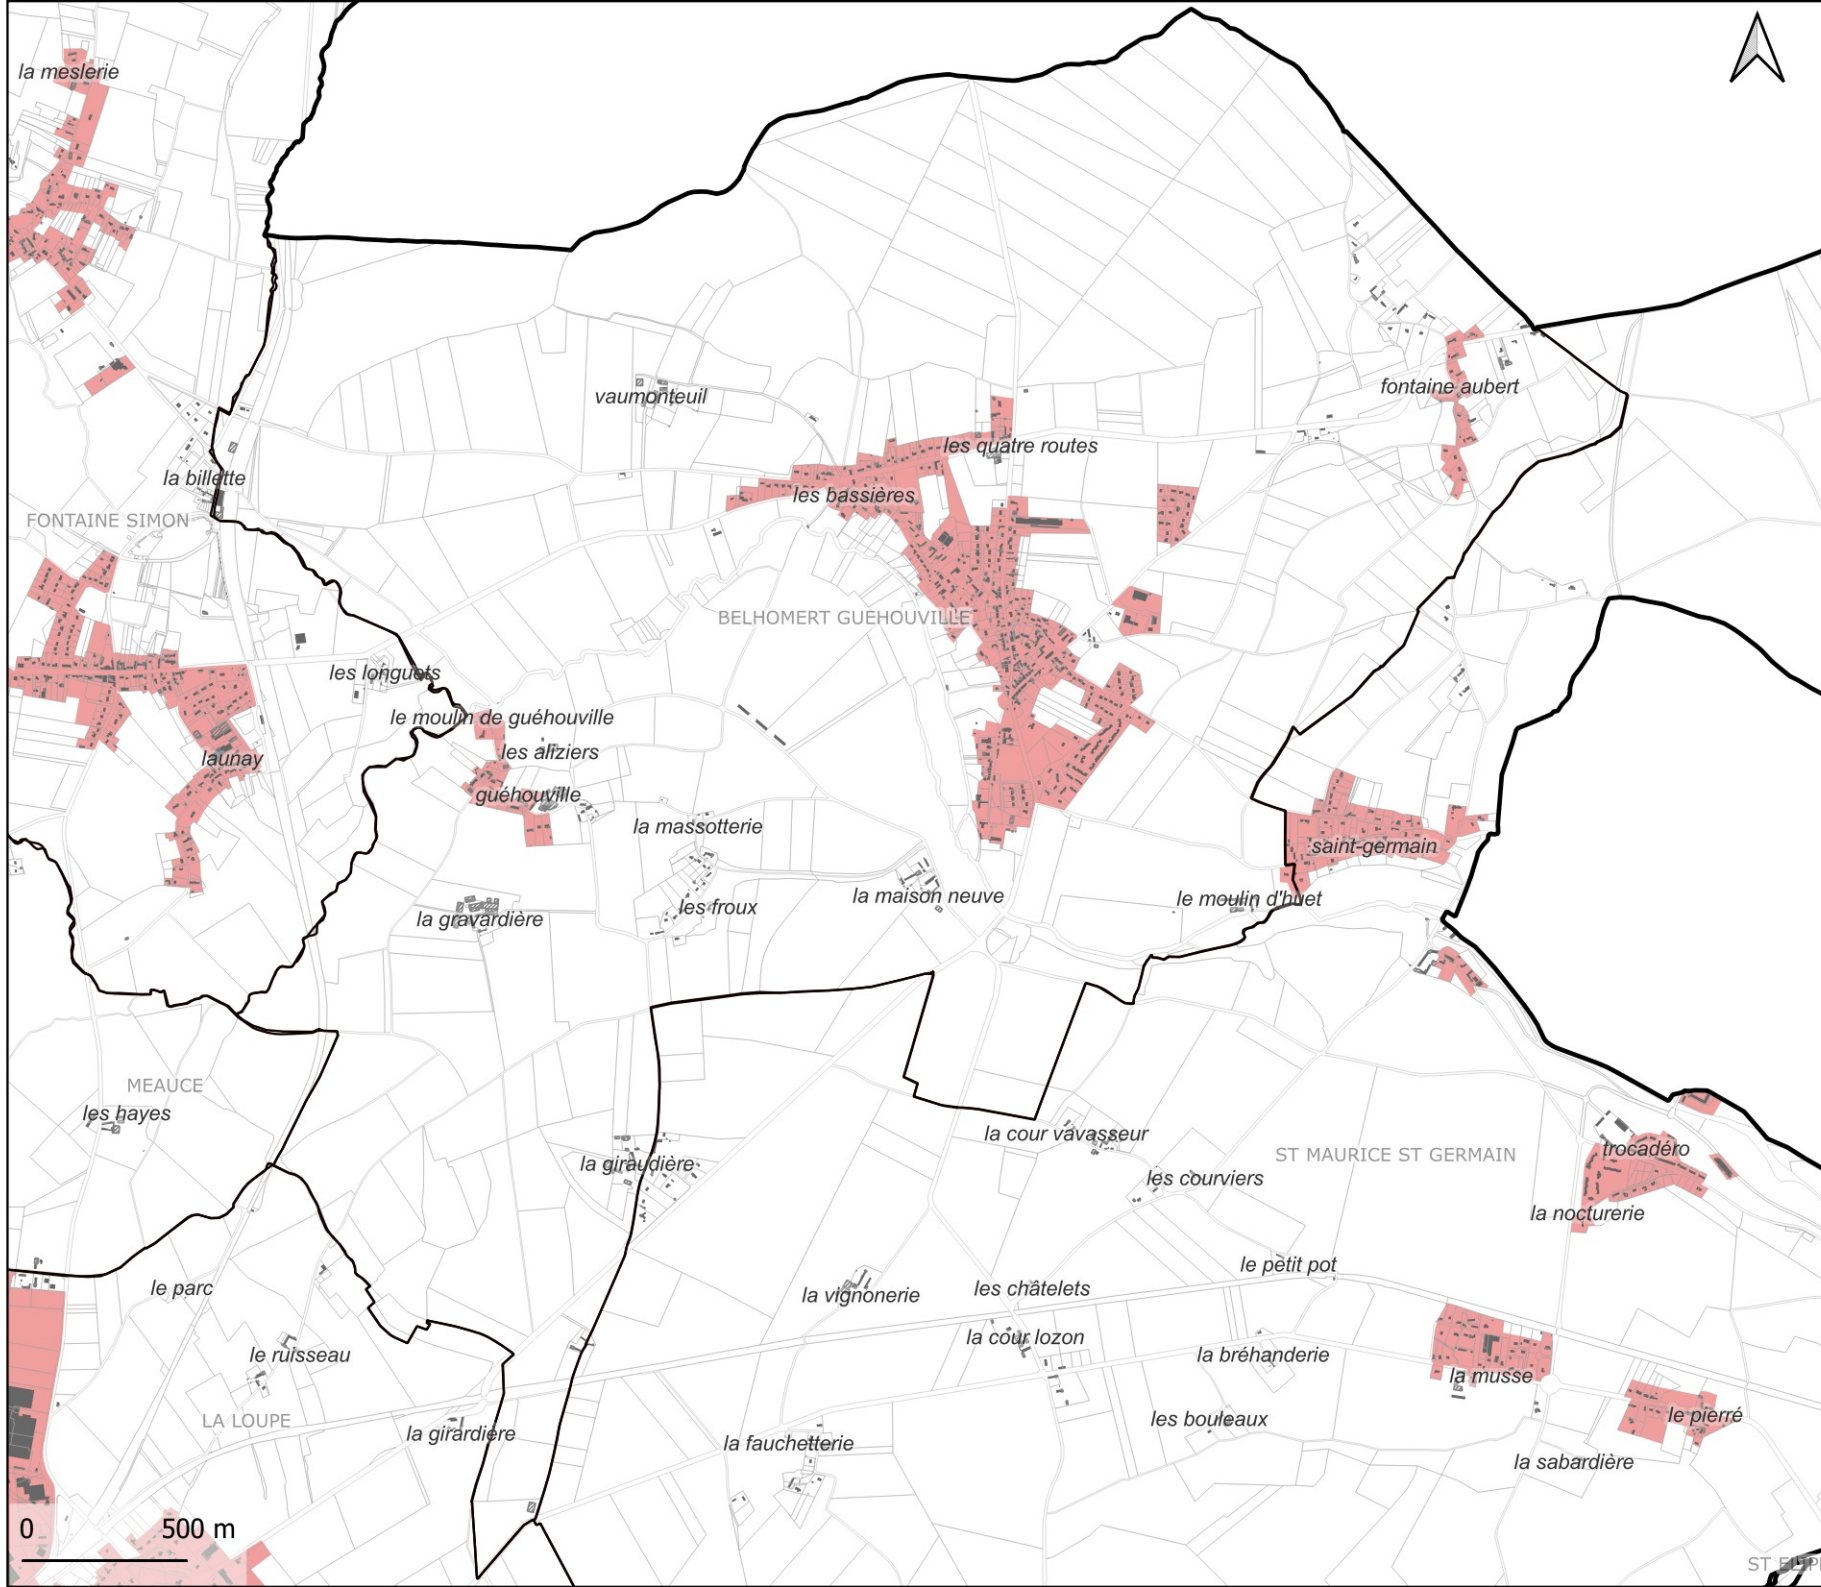 la meslerie
vaumonteuil
fontaine aubert
les quatre routes
la billette
les bassières
FONTAINE SIMON
BELHOMERT GUEHOUVILLE
les longuets
le moulin de guéhouville
les aliziers
launay
guéhouville
la massotterie
saint-germain
la maison neuve
le moulin d'huet
les froux
la gravardière
MEAUCE
les hayes
la cour vavasseur
trocadéro
ST MAURICE ST GERMAIN
la giraudière
les courviers
la nocturerie
le petit pot
le parc
la vignonerie
les châtelets
la cour lozon
le ruisseau
la bréhanderie
la musse
le pierré
LA LOUPE
les bouleaux
la girardière
la fauchetterie
la sabardière
0 500 m